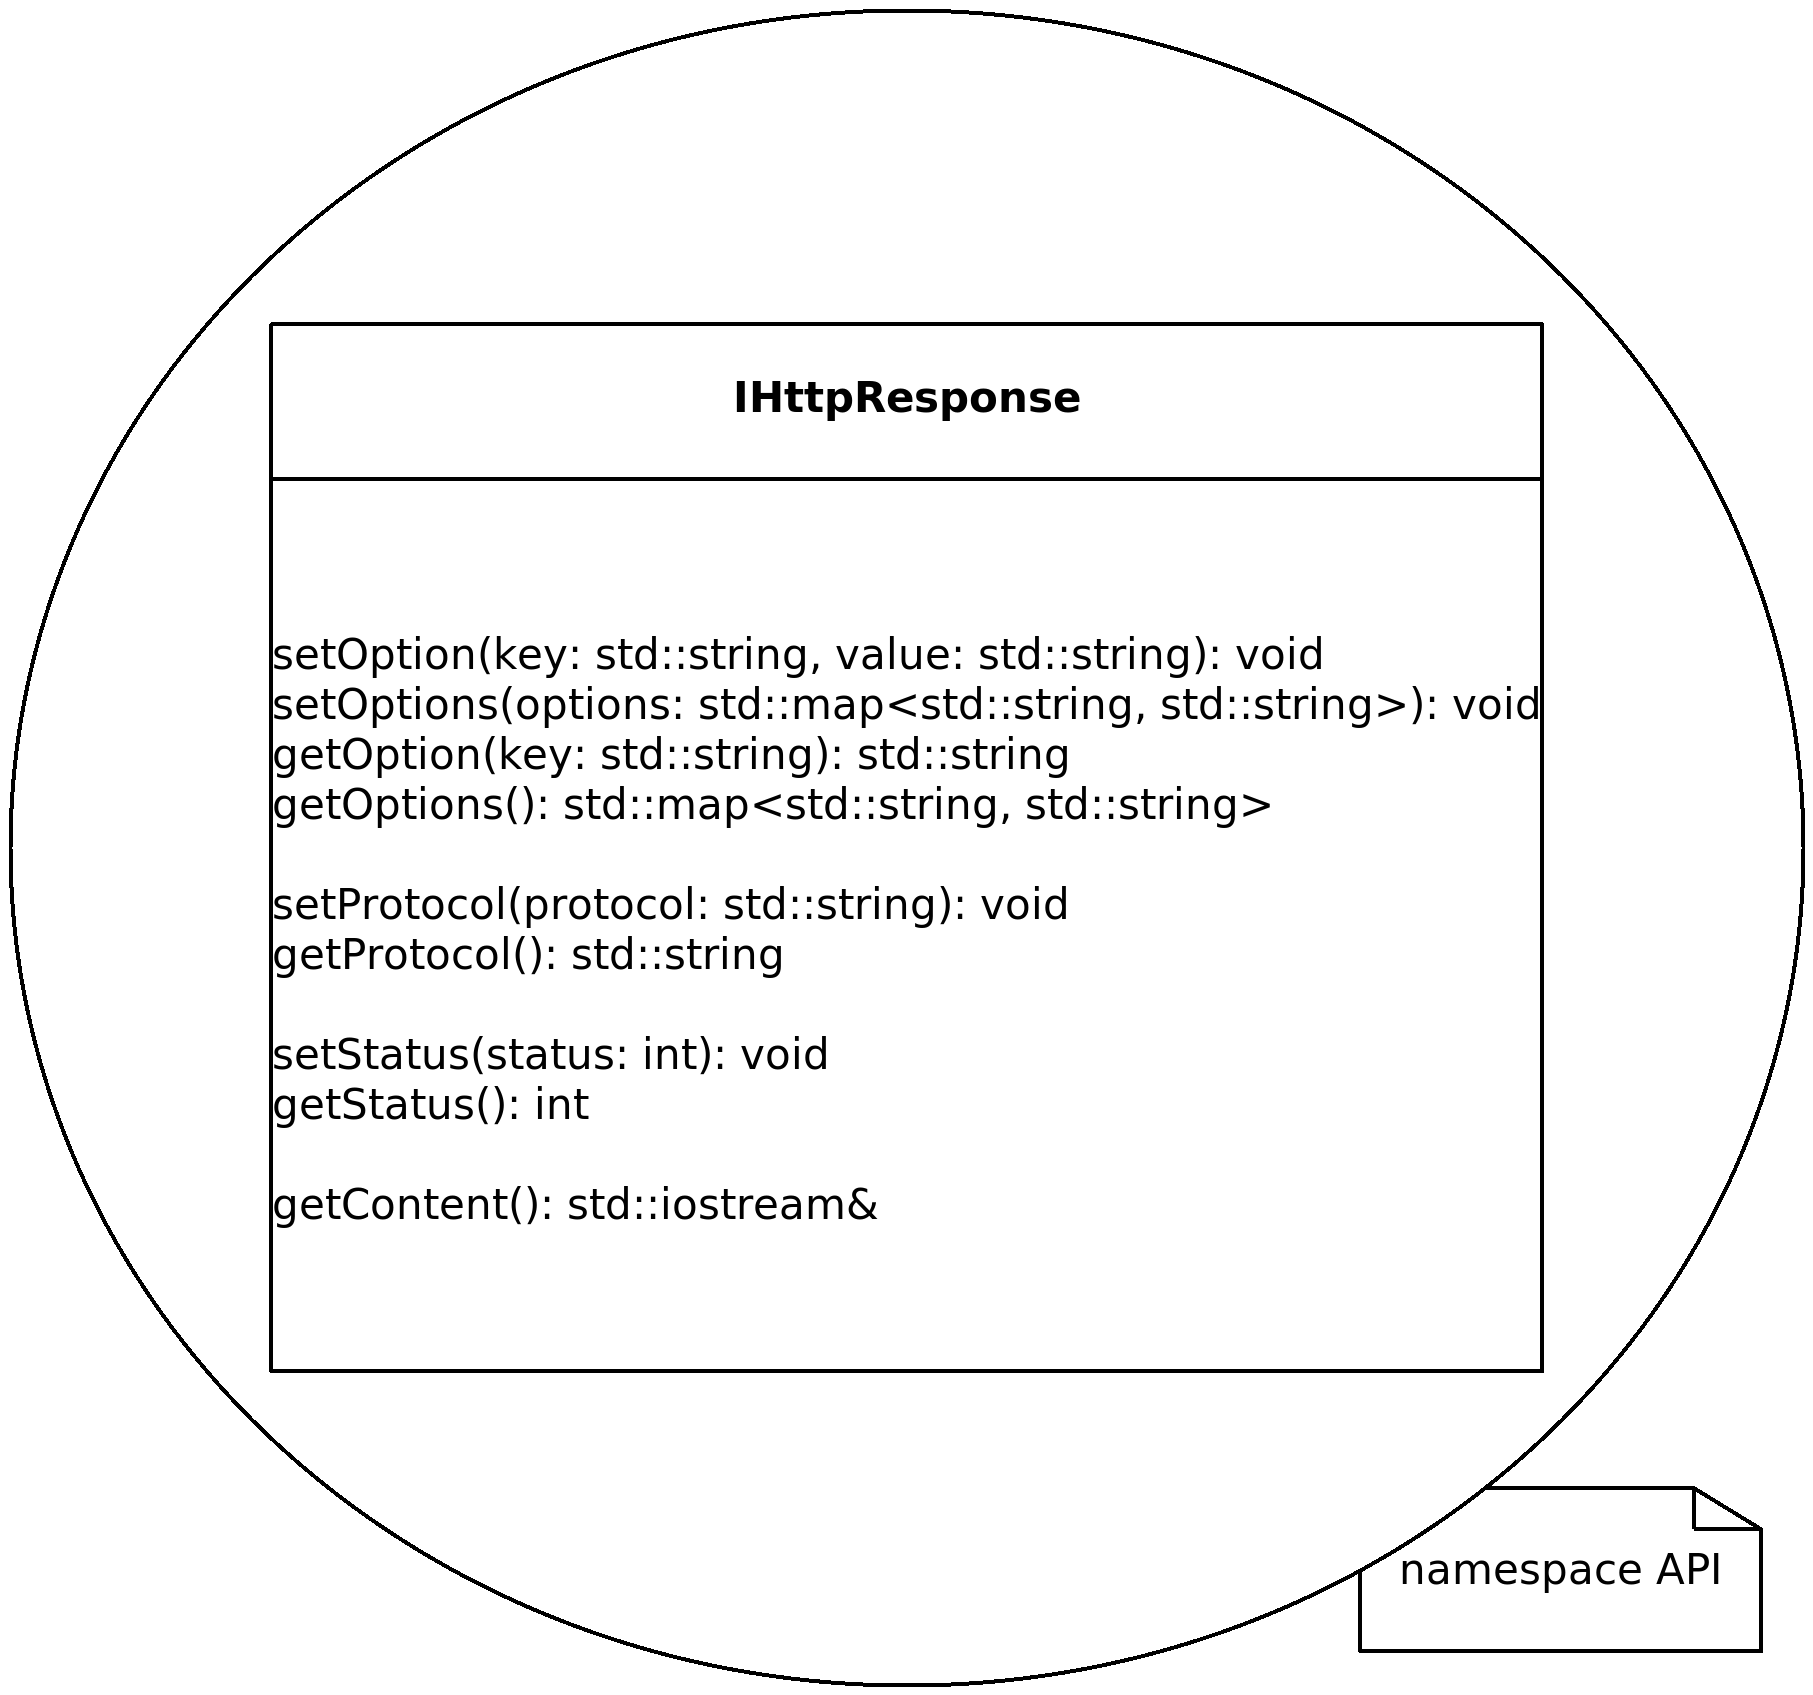 IHttpResponse
setOption(key: std::string, value: std::string): void
setOptions(options: std::map<std::string, std::string>): void
getOption(key: std::string): std::string
getOptions(): std::map<std::string, std::string>
setProtocol(protocol: std::string): void
getProtocol(): std::string
setStatus(status: int): void
getStatus(): int
getContent(): std::iostream&
namespace API